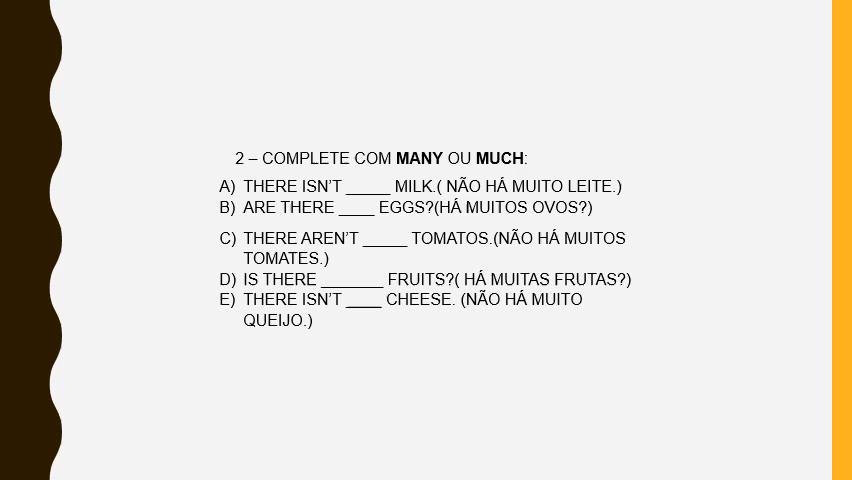 2 – COMPLETE COM MANY OU MUCH:
A) THERE ISN’T _____ MILK.( NÃO HÁ MUITO LEITE.)
B) ARE THERE ____ EGGS?(HÁ MUITOS OVOS?)
C) THERE AREN’T _____ TOMATOS.(NÃO HÁ MUITOS
TOMATES.)
D) IS THERE _______ FRUITS?( HÁ MUITAS FRUTAS?)
E) THERE ISN’T ____ CHEESE. (NÃO HÁ MUITO
QUEIJO.)